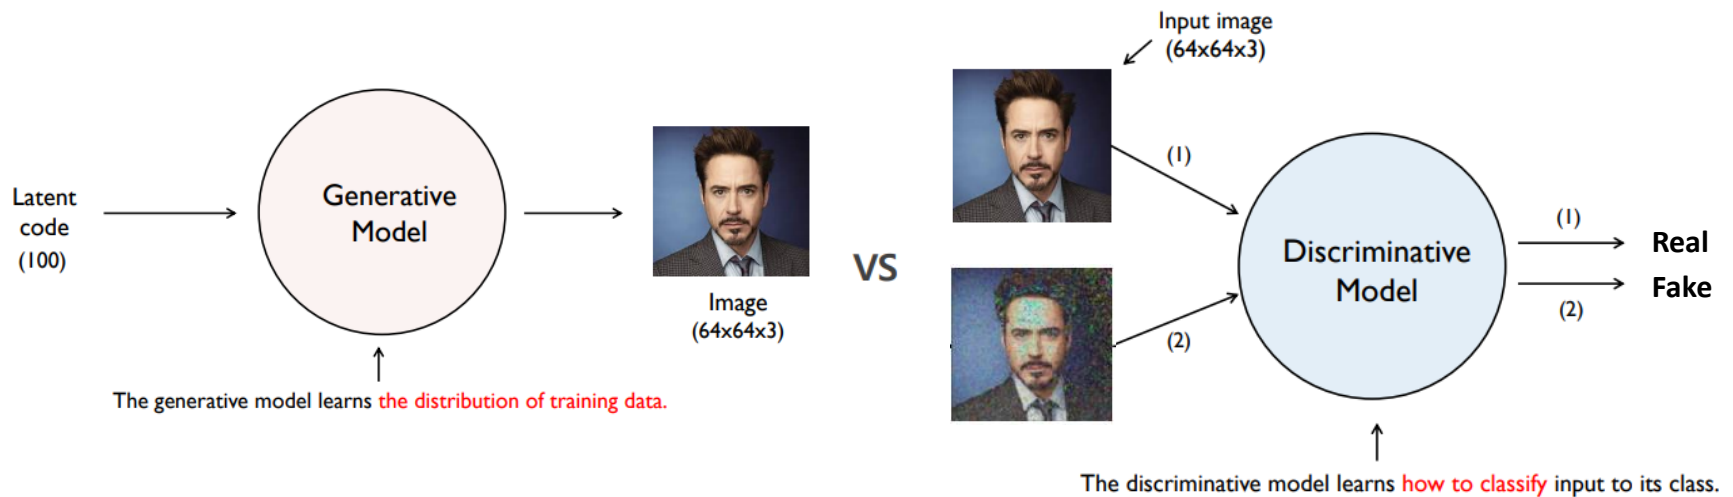 Latent
code
(100)
Generative
Model
Image
(64x64x3)
The generative model learns the distribution of training data.
VS
Input image
(64x64x3)
(1)
(2)
Discriminative
Model
(1)
Real
Fake
(2)
The discriminative model learns how to classify input to its class.